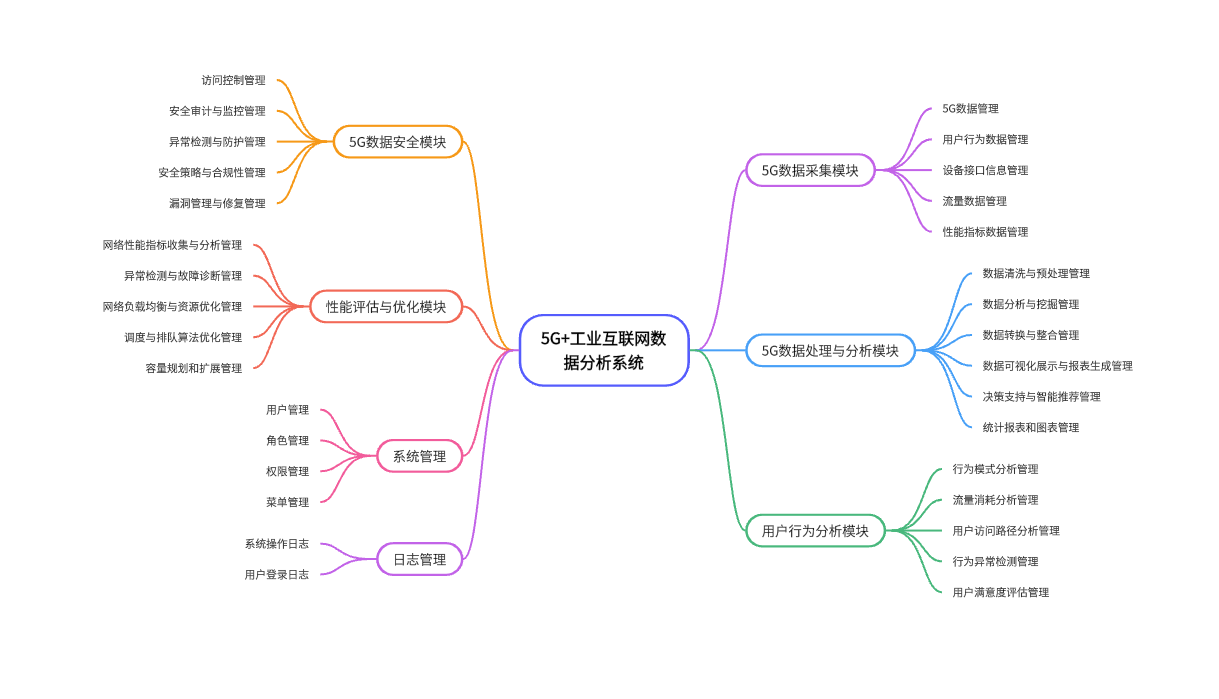 5G+工业互联网数
据分析系统
5G数据采集模块
5G数据管理
用户行为数据管理
设备接口信息管理
流量数据管理
性能指标数据管理
5G数据处理与分析模块
数据清洗与预处理管理
数据分析与挖掘管理
数据转换与整合管理
数据可视化展示与报表生成管理
决策支持与智能推荐管理
统计报表和图表管理
用户行为分析模块
行为模式分析管理
流量消耗分析管理
用户访问路径分析管理
行为异常检测管理
用户满意度评估管理
5G数据安全模块
访问控制管理
安全审计与监控管理
异常检测与防护管理
安全策略与合规性管理
漏洞管理与修复管理
性能评估与优化模块
网络性能指标收集与分析管理
异常检测与故障诊断管理
网络负载均衡与资源优化管理
调度与排队算法优化管理
容量规划和扩展管理
系统管理
用户管理
角色管理
权限管理
菜单管理
日志管理
系统操作日志
用户登录日志